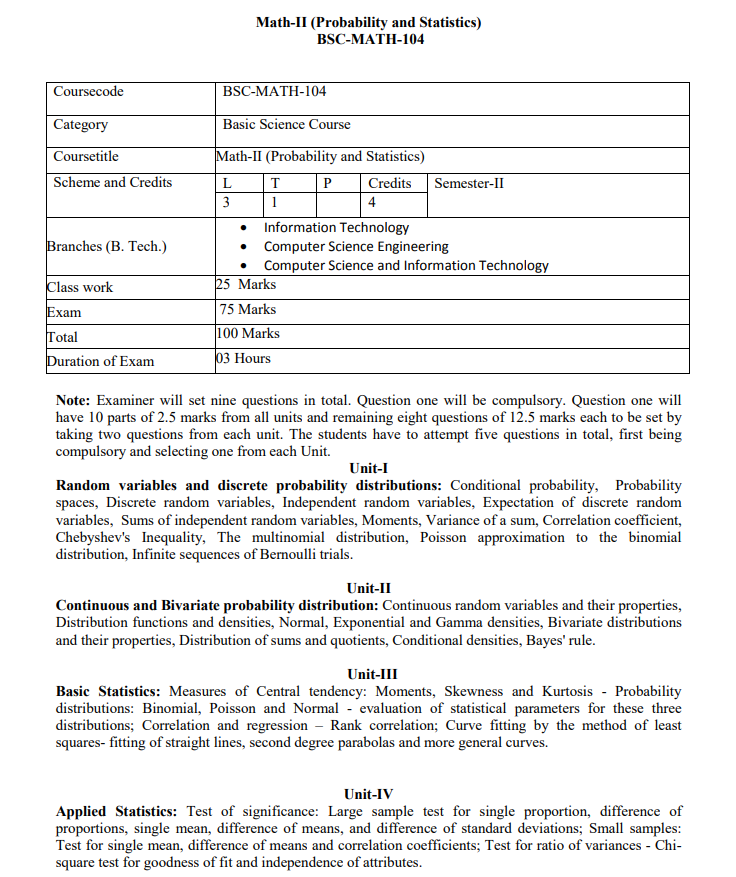 Math-II (Probability and Statistics)
BSC-MATH-104
Coursecode BSC-MATH-104
Category Basic Science Course
Coursetitle Math-II (Probability and Statistics)
Scheme and Credits L T P Credits Semester-II
3 1 4
Branches (B. Tech.)
• Information Technology
• Computer Science Engineering
• Computer Science and Information Technology
Class work 25 Marks
Exam 75 Marks
Total 100 Marks
Duration of Exam 03 Hours
Note: Examiner will set nine questions in total. Question one will be compulsory. Question one will
have 10 parts of 2.5 marks from all units and remaining eight questions of 12.5 marks each to be set by
taking two questions from each unit. The students have to attempt five questions in total, first being
compulsory and selecting one from each Unit.
Unit-I
Random variables and discrete probability distributions: Conditional probability, Probability
spaces, Discrete random variables, Independent random variables, Expectation of discrete random
variables, Sums of independent random variables, Moments, Variance of a sum, Correlation coefficient,
Chebyshev's Inequality, The multinomial distribution, Poisson approximation to the binomial
distribution, Infinite sequences of Bernoulli trials.
Unit-II
Continuous and Bivariate probability distribution: Continuous random variables and their properties,
Distribution functions and densities, Normal, Exponential and Gamma densities, Bivariate distributions
and their properties, Distribution of sums and quotients, Conditional densities, Bayes' rule.
Unit-III
Basic Statistics: Measures of Central tendency: Moments, Skewness and Kurtosis - Probability
distributions: Binomial, Poisson and Normal - evaluation of statistical parameters for these three
distributions; Correlation and regression – Rank correlation; Curve fitting by the method of least
squares- fitting of straight lines, second degree parabolas and more general curves.
Unit-IV
Applied Statistics: Test of significance: Large sample test for single proportion, difference of
proportions, single mean, difference of means, and difference of standard deviations; Small samples:
Test for single mean, difference of means and correlation coefficients; Test for ratio of variances - Chi-
square test for goodness of fit and independence of attributes.